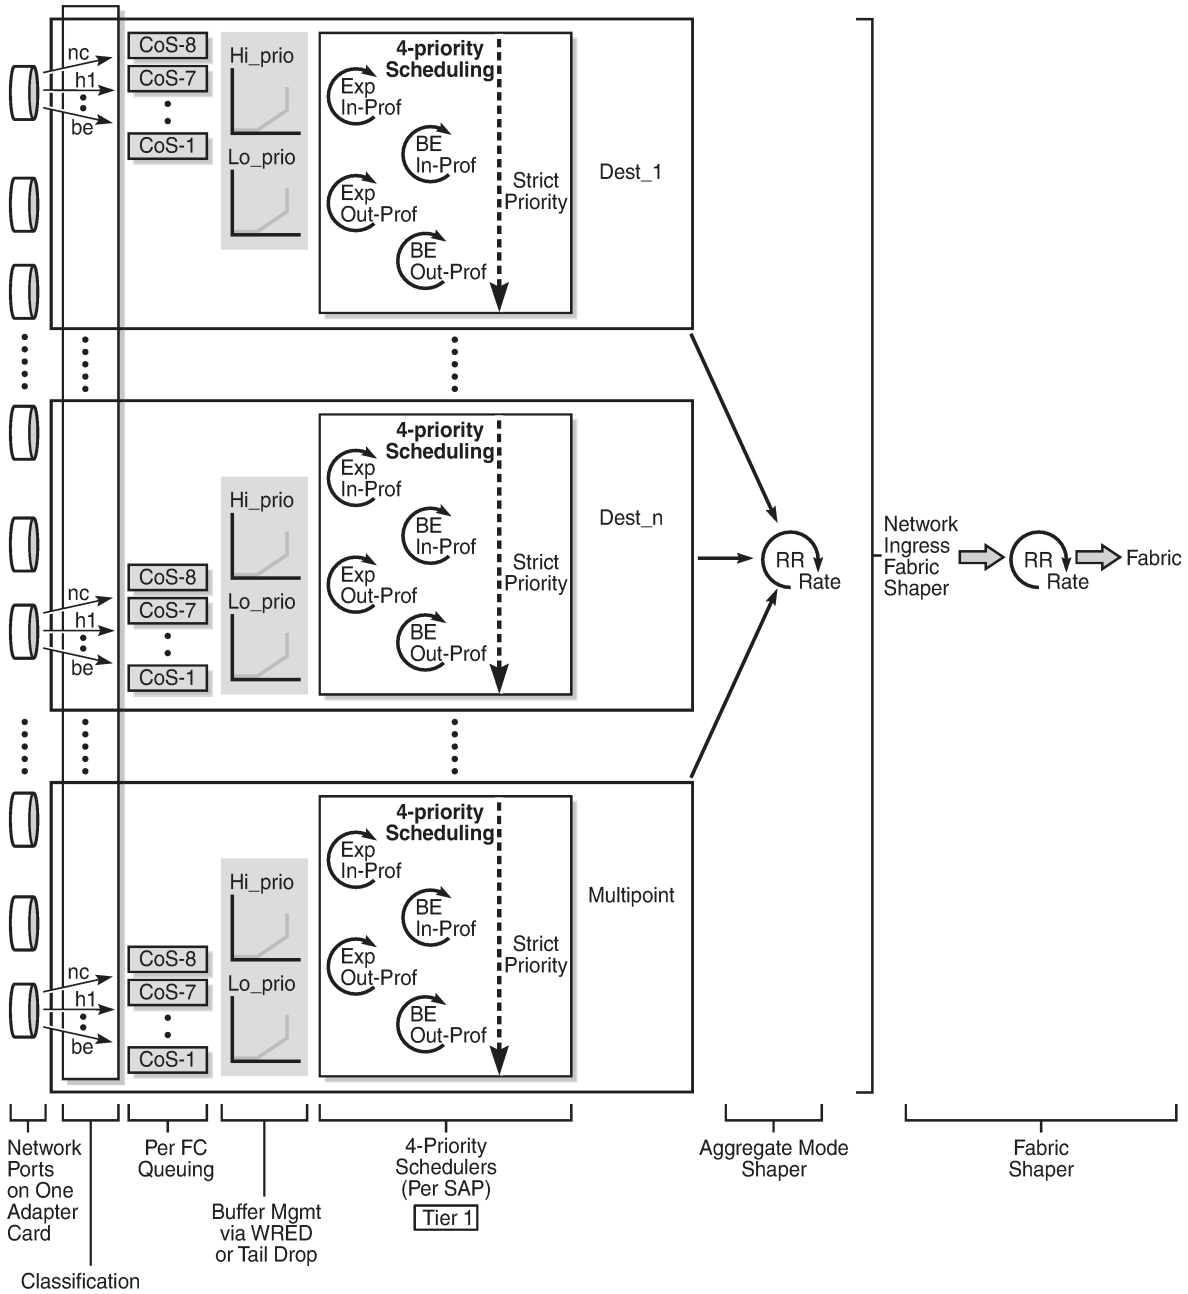 nc
h1
be
CoS-8
CoS-7
CoS-1
Hi_prio
Lo_prio
4-priority
Scheduling
Exp
In-Prof
BE
In-Prof
Exp
Out-Prof
BE
Out-Prof
Strict
Priority
Dest_1
nc
h1
be
CoS-8
CoS-7
CoS-1
Hi_prio
Lo_prio
4-priority
Scheduling
Exp
In-Prof
BE
In-Prof
Exp
Out-Prof
BE
Out-Prof
Strict
Priority
Dest_n
RR
Rate
Network
Ingress
Fabric
Shaper
RR
Rate
Fabric
nc
h1
be
CoS-8
CoS-7
CoS-1
Hi_prio
Lo_prio
4-priority
Scheduling
Exp
In-Prof
BE
In-Prof
Exp
Out-Prof
BE
Out-Prof
Strict
Priority
Multipoint
Network
Ports
on One
Adapter
Card
Classification
Per FC
Queuing
Buffer Mgmt
via WRED
or Tail Drop
4-Priority
Schedulers
(Per SAP)
Tier 1
Aggregate Mode
Shaper
Fabric
Shaper